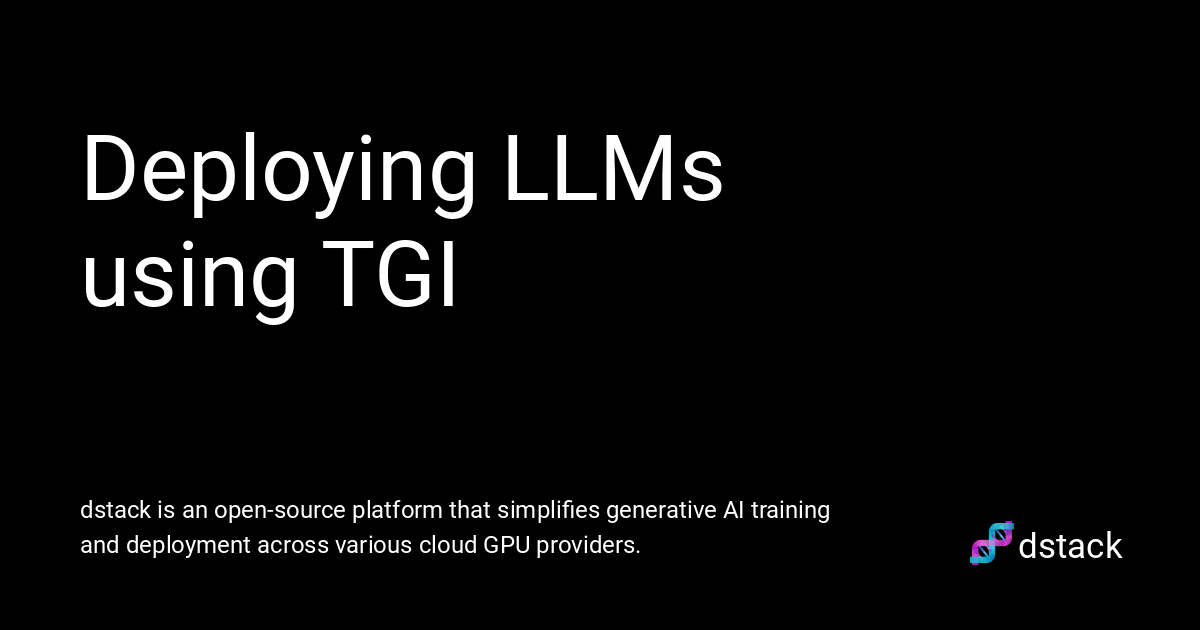 Deploying LLMs
using TGI
dstack is an open-source platform that simplifies generative AI training
and deployment across various cloud GPU providers.
dstack